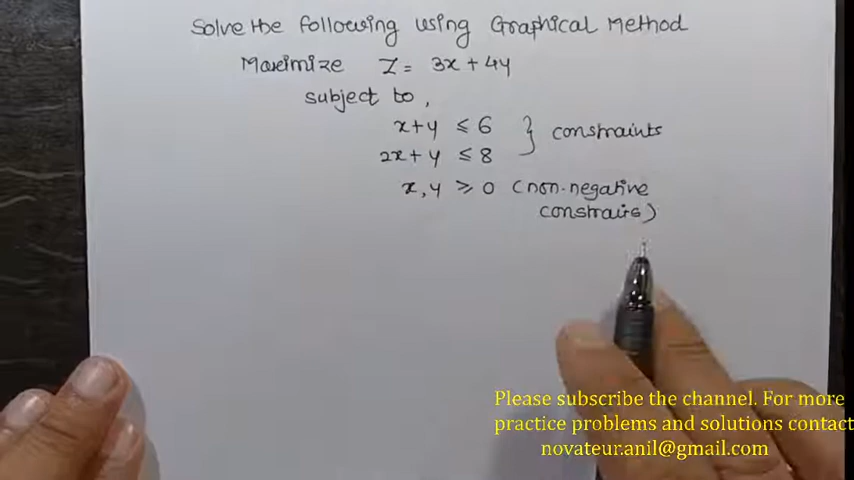 Solve the following using Graphical Method
Maximize Z = 3x + 4y
subject to,
x+y ≤ 6 } constraints
2x+y ≤ 8
x, y ≥ 0 (non-negative
constrairs)
Please subscribe the channel. For more
practice problems and solutions contact
novateur.anil@gmail.com